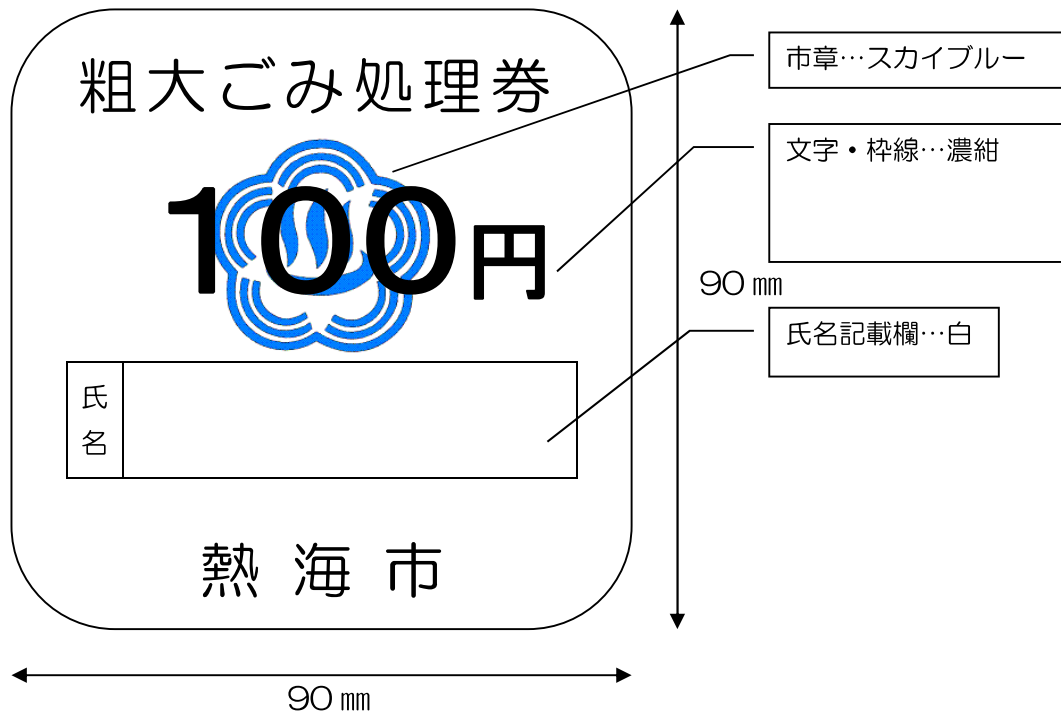 粗大ごみ処理券
100円
氏名
熱海市
90㎜
90㎜
市章…スカイブルー
文字・枠線…濃紺
氏名記載欄…白